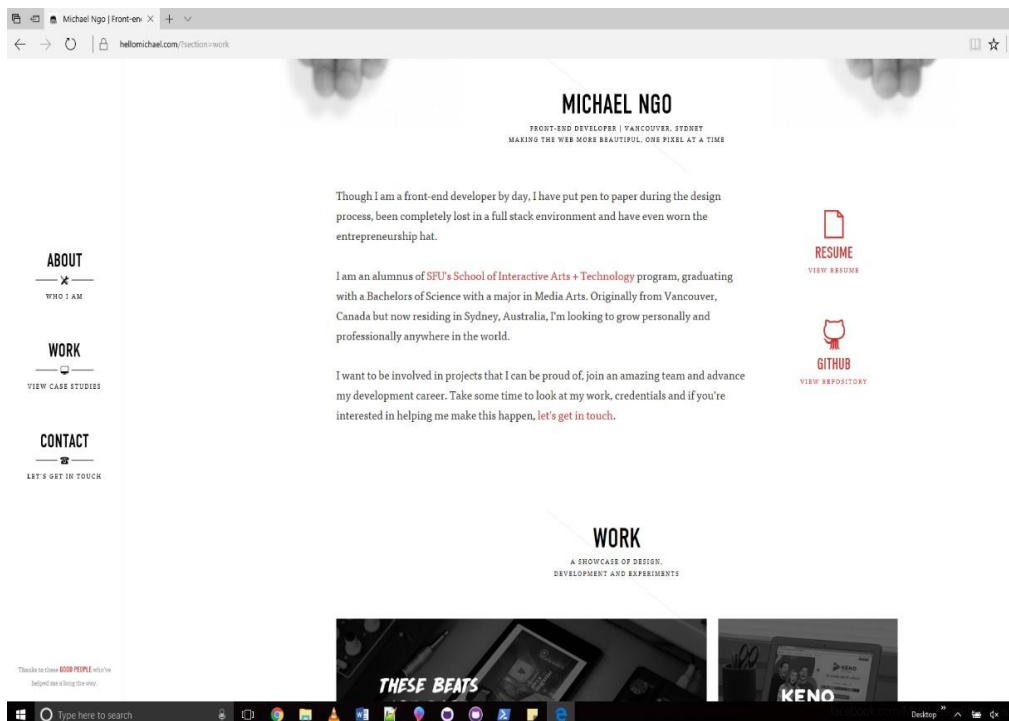 Michael Ngo | Front-en
hellomichael.com/?section=work
MICHAEL NGO
FRONT-END DEVELOPER | VANCOUVER, SYDNEY
MAKING THE WEB MORE BEAUTIFUL, ONE PIXEL AT A TIME
Though I am a front-end developer by day, I have put pen to paper during the design
process, been completely lost in a full stack environment and have even worn the
entrepreneurship hat.
I am an alumnus of SFU's School of Interactive Arts + Technology program, graduating
with a Bachelors of Science with a major in Media Arts. Originally from Vancouver,
Canada but now residing in Sydney, Australia, I'm looking to grow personally and
professionally anywhere in the world.
I want to be involved in projects that I can be proud of, join an amazing team and advance
my development career. Take some time to look at my work, credentials and if you're
interested in helping me make this happen, let's get in touch.
RESUME
VIEW RESUME
GITHUB
VIEW REPOSITORY
ABOUT
WHO I AM
WORK
VIEW CASE STUDIES
CONTACT
LET'S GET IN TOUCH
Thanks to these GOOD PEOPLE who've
helped me along the way.
WORK
A SHOWCASE OF DESIGN,
DEVELOPMENT AND EXPERIMENTS
THESE BEATS
KENO
KENO
Type here to search
Desktop